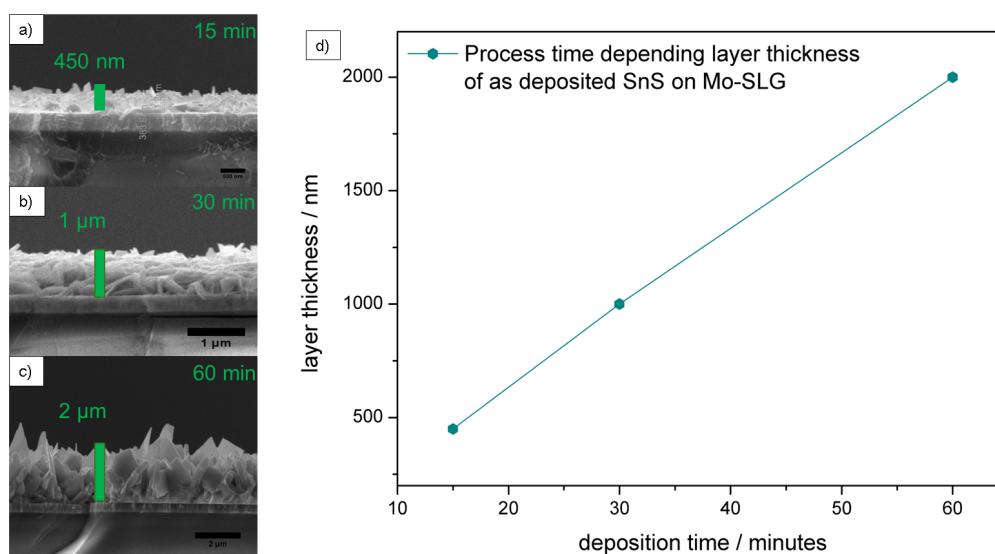 a)
15 min
450 nm
500 nm
b)
30 min
1 µm
1 µm
c)
60 min
2 µm
2 µm
d)
Process time depending layer thickness
of as deposited SnS on Mo-SLG
2000
1500
1000
500
layer thickness / nm
10 20 30 40 50 60
deposition time / minutes